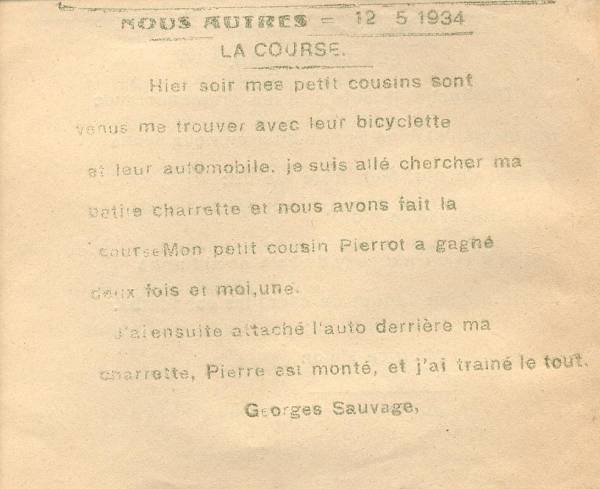 NOUS AUTRES = 12 5 1934
LA COURSE.
Hier soir mes petit cousins sont
venus me trouver avec leur bicyclette
et leur automobile. je suis allé chercher ma
petite charrette et nous avons fait la
courseMon petit cousin Pierrot a gagné
deux fois et moi,une.
J'aiensuite attaché l'auto derrière ma
charrette, Pierre est monté, et j'ai trainé le tout.
Georges Sauvage,